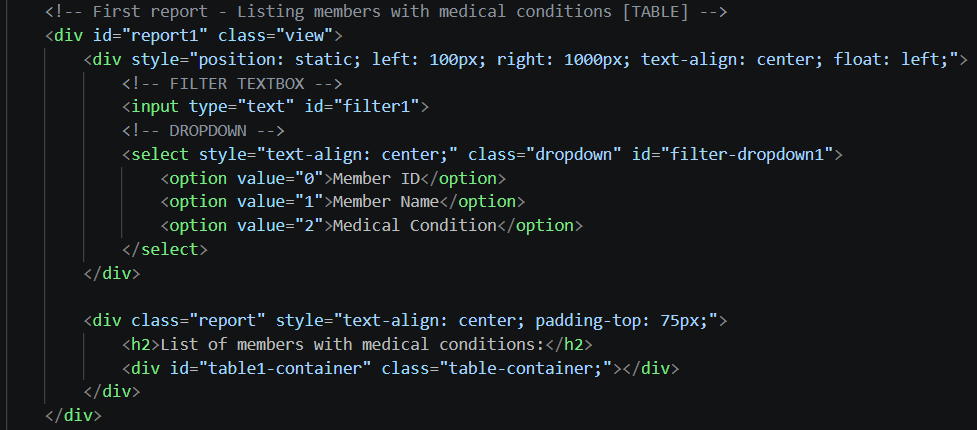 <!-- First report - Listing members with medical conditions [TABLE] -->
<div id="report1" class="view">
<div style="position: static; left: 100px; right: 1000px; text-align: center; float: left;">
<!-- FILTER TEXTBOX -->
<input type="text" id="filter1">
<!-- DROPDOWN -->
<select style="text-align: center;" class="dropdown" id="filter-dropdown1">
<option value="0">Member ID</option>
<option value="1">Member Name</option>
<option value="2">Medical Condition</option>
</select>
</div>
<div class="report" style="text-align: center; padding-top: 75px;">
<h2>List of members with medical conditions:</h2>
<div id="table1-container" class="table-container;"></div>
</div>
</div>